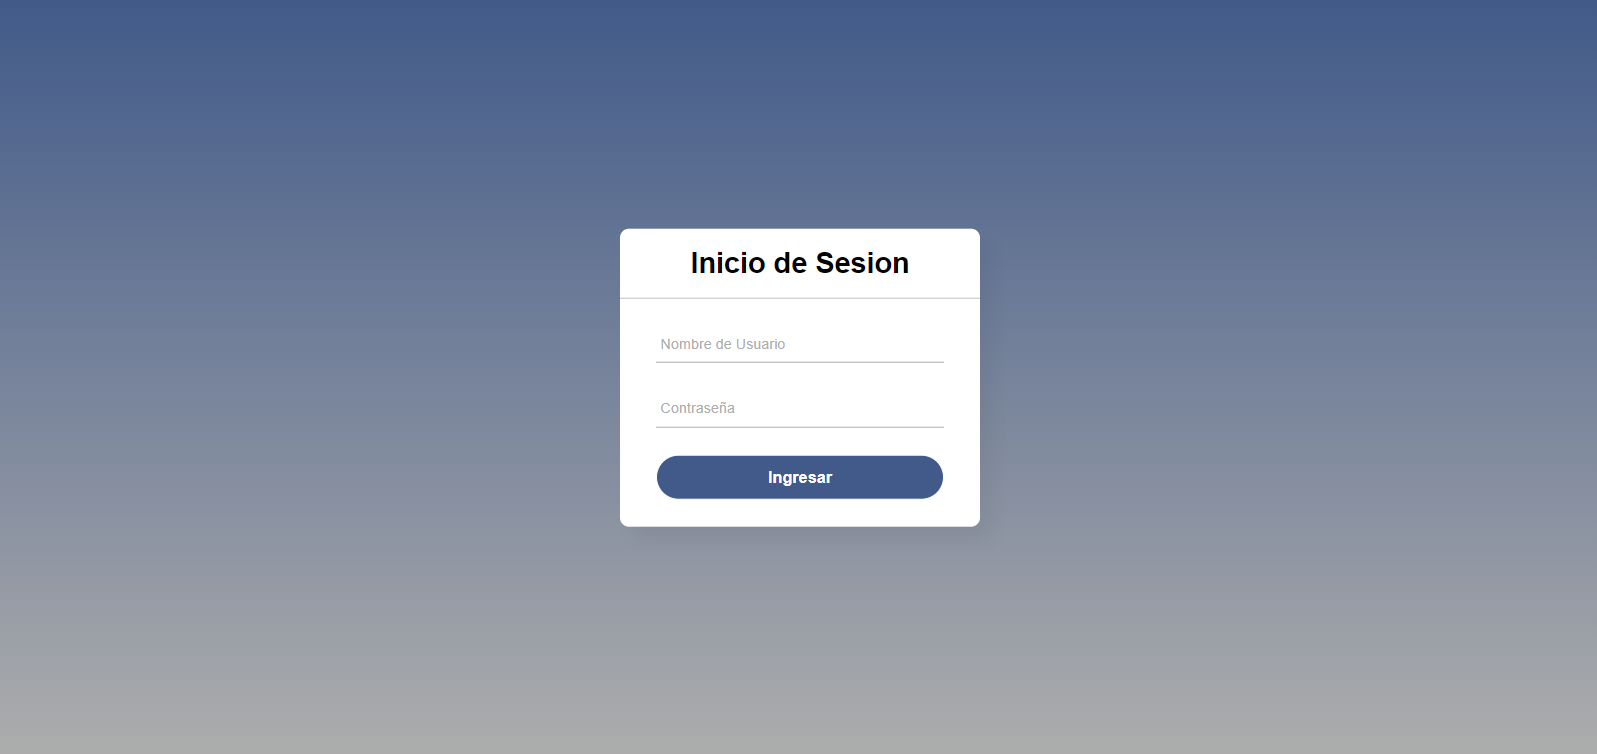 Inicio de Sesion
Nombre de Usuario
Contraseña
Ingresar